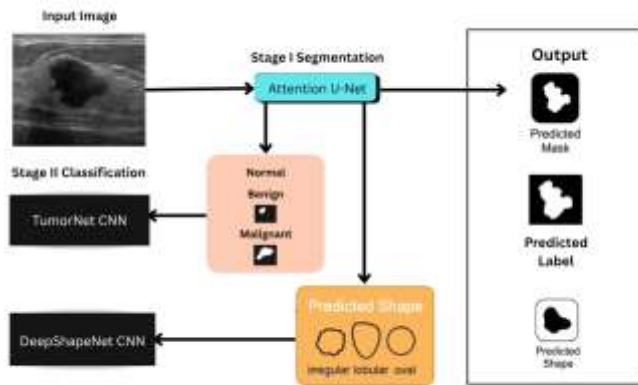 Input Image
Stage I Segmentation
Attention U-Net
Output
Predicted
Mask
Stage II Classification
Normal
Benign
Malignant
TumorNet CNN
Predicted
Label
Predicted Shape
DeepShapeNet CNN
irregular lobular oval
Predicted
Shape